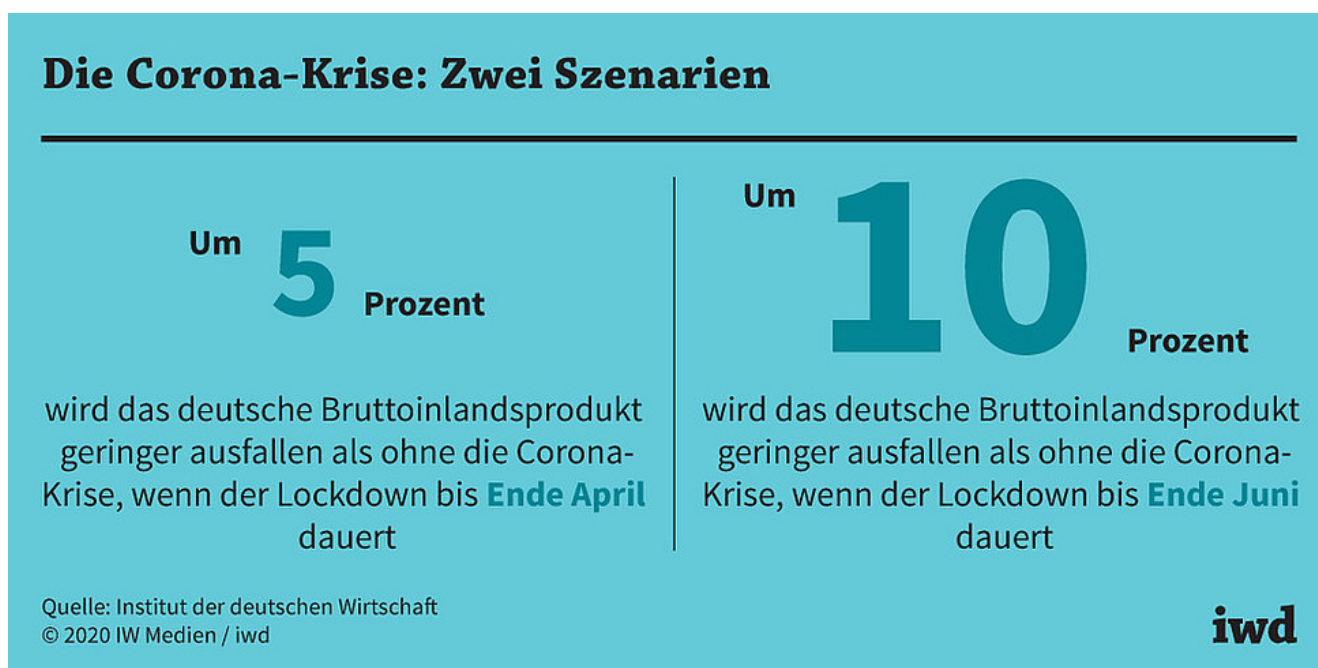 Die Corona-Krise: Zwei Szenarien
Um 5 Prozent
wird das deutsche Bruttoinlandsprodukt
geringer ausfallen als ohne die Corona-
Krise, wenn der Lockdown bis Ende April
dauert
Um 10 Prozent
wird das deutsche Bruttoinlandsprodukt
geringer ausfallen als ohne die Corona-
Krise, wenn der Lockdown bis Ende Juni
dauert
Quelle: Institut der deutschen Wirtschaft
© 2020 IW Medien / iwd
iwd